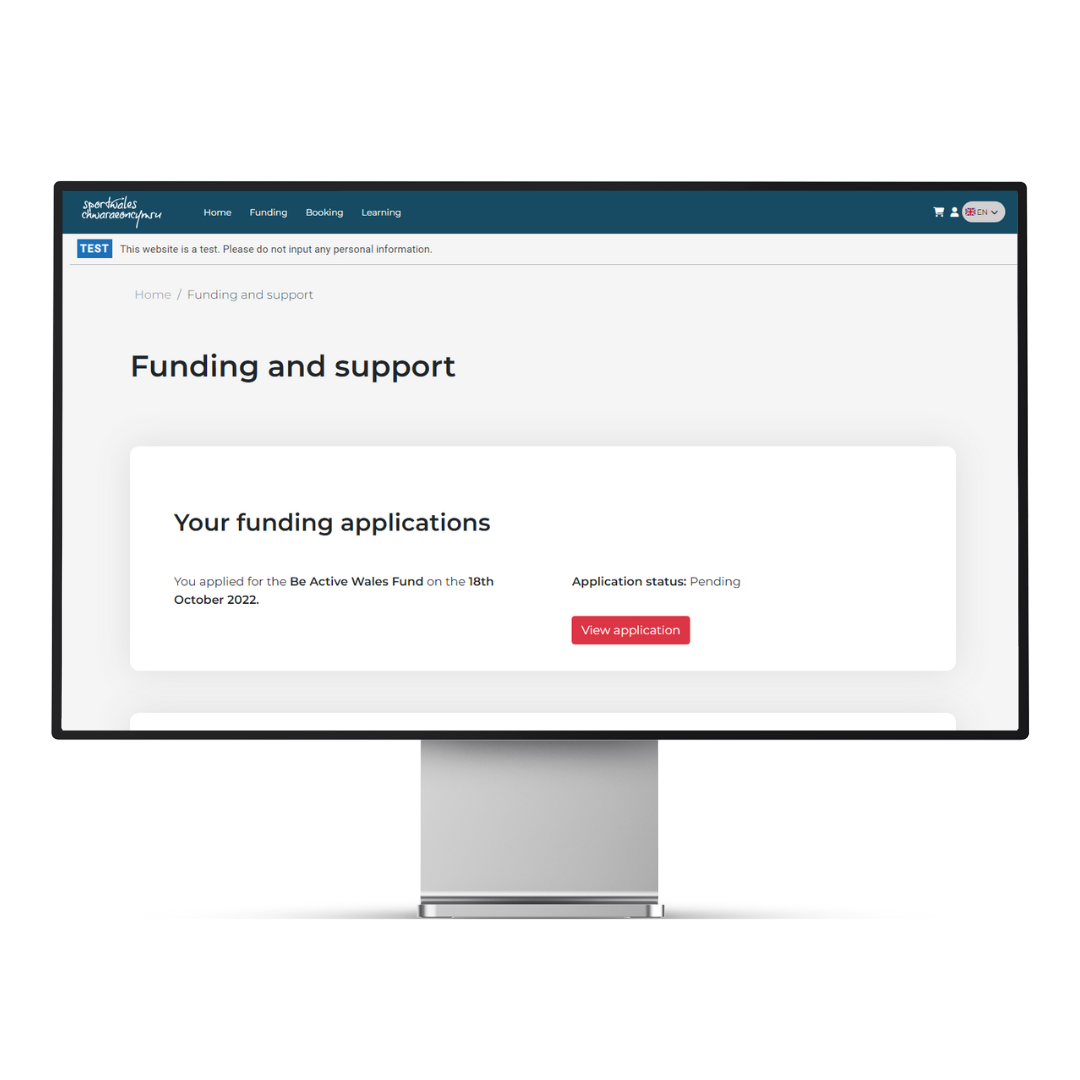 sportwales
chwaraeoncymru
Home Funding Booking Learning
EN
TEST This website is a test. Please do not input any personal information.
Home / Funding and support
Funding and support
Your funding applications
You applied for the Be Active Wales Fund on the 18th
October 2022.
Application status: Pending
View application